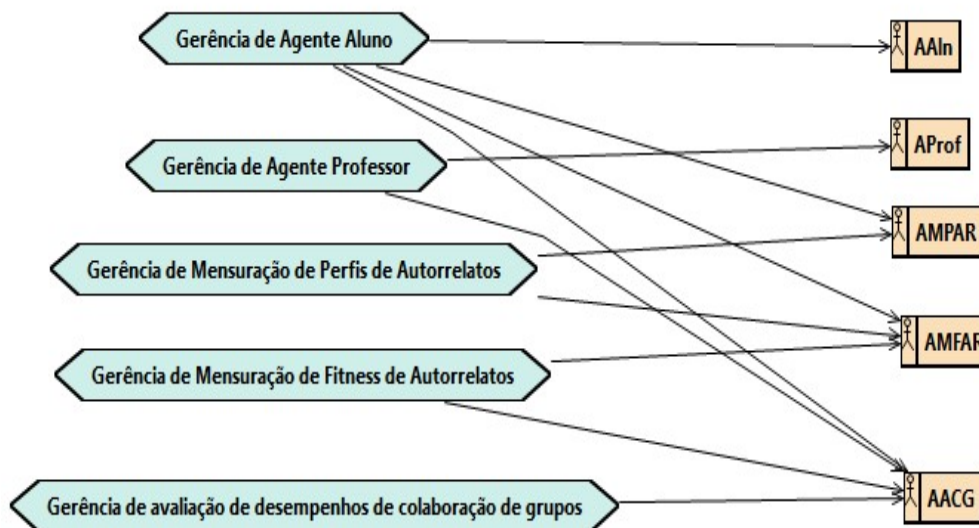 Gerência de Agente Aluno
AAln
Gerência de Agente Professor
AProf
AMPAR
Gerência de Mensuração de Perfis de Autorrelatos
AMFAR
Gerência de Mensuração de Fitness de Autorrelatos
AACG
Gerência de avaliação de desempenhos de colaboração de grupos